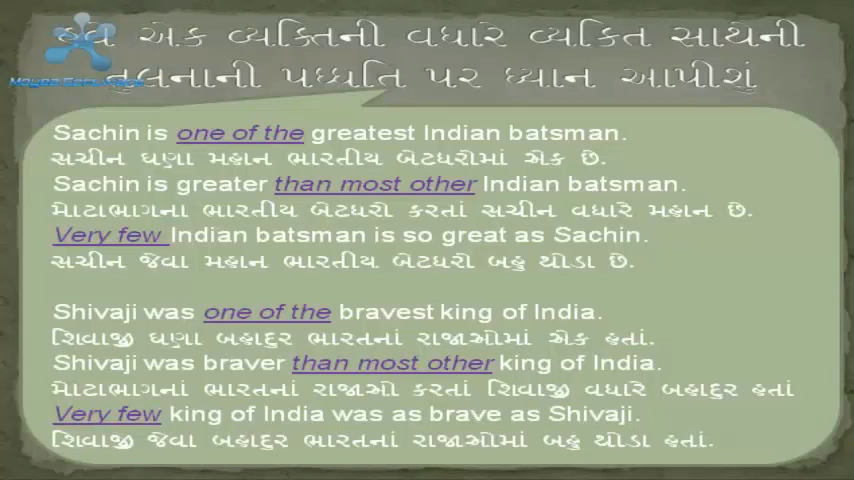 હવે એક વ્યક્તિની વધારે વ્યકિત સાથેની
તુલનાની પધ્ધતિ પર ધ્યાન આપીશું
Sachin is one of the greatest Indian batsman.
સચીન ઘણા મહાન ભારતીય બેટધરોમાં એક છે.
Sachin is greater than most other Indian batsman.
મોટાભાગના ભારતીય બેટધરો કરતાં સચીન વધારે મહાન છે.
Very few Indian batsman is so great as Sachin.
સચીન જેવા મહાન ભારતીય બેટધરો બહુ થોડા છે.
Shivaji was one of the bravest king of India.
શિવાજી ઘણા બહાદુર ભારતનાં રાજાઓમાં એક હતાં.
Shivaji was braver than most other king of India.
મોટાભાગનાં ભારતનાં રાજાઓ કરતાં શિવાજી વધારે બહાદુર હતાં
Very few king of India was as brave as Shivaji.
શિવાજી જેવા બહાદુર ભારતનાં રાજાઓમાં બહુ થોડા હતાં.